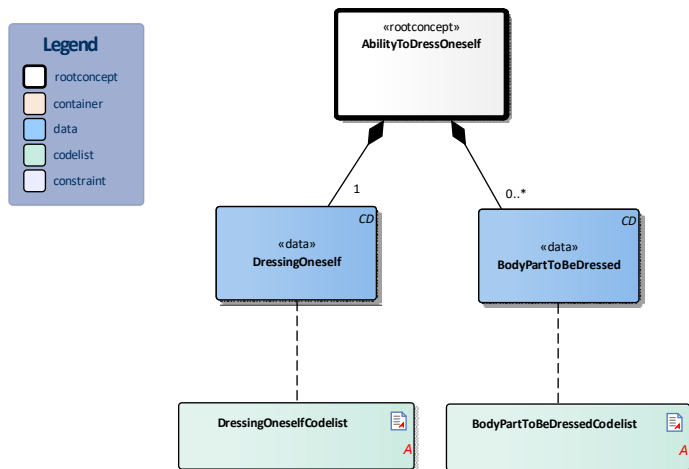 Legend
rootconcept
container
data
codelist
constraint
«rootconcept»
AbilityToDressOneself
1
0..*
CD
«data»
DressingOneself
CD
«data»
BodyPartToBeDressed
DressingOneselfCodelist
A
BodyPartToBeDressedCodelist
A